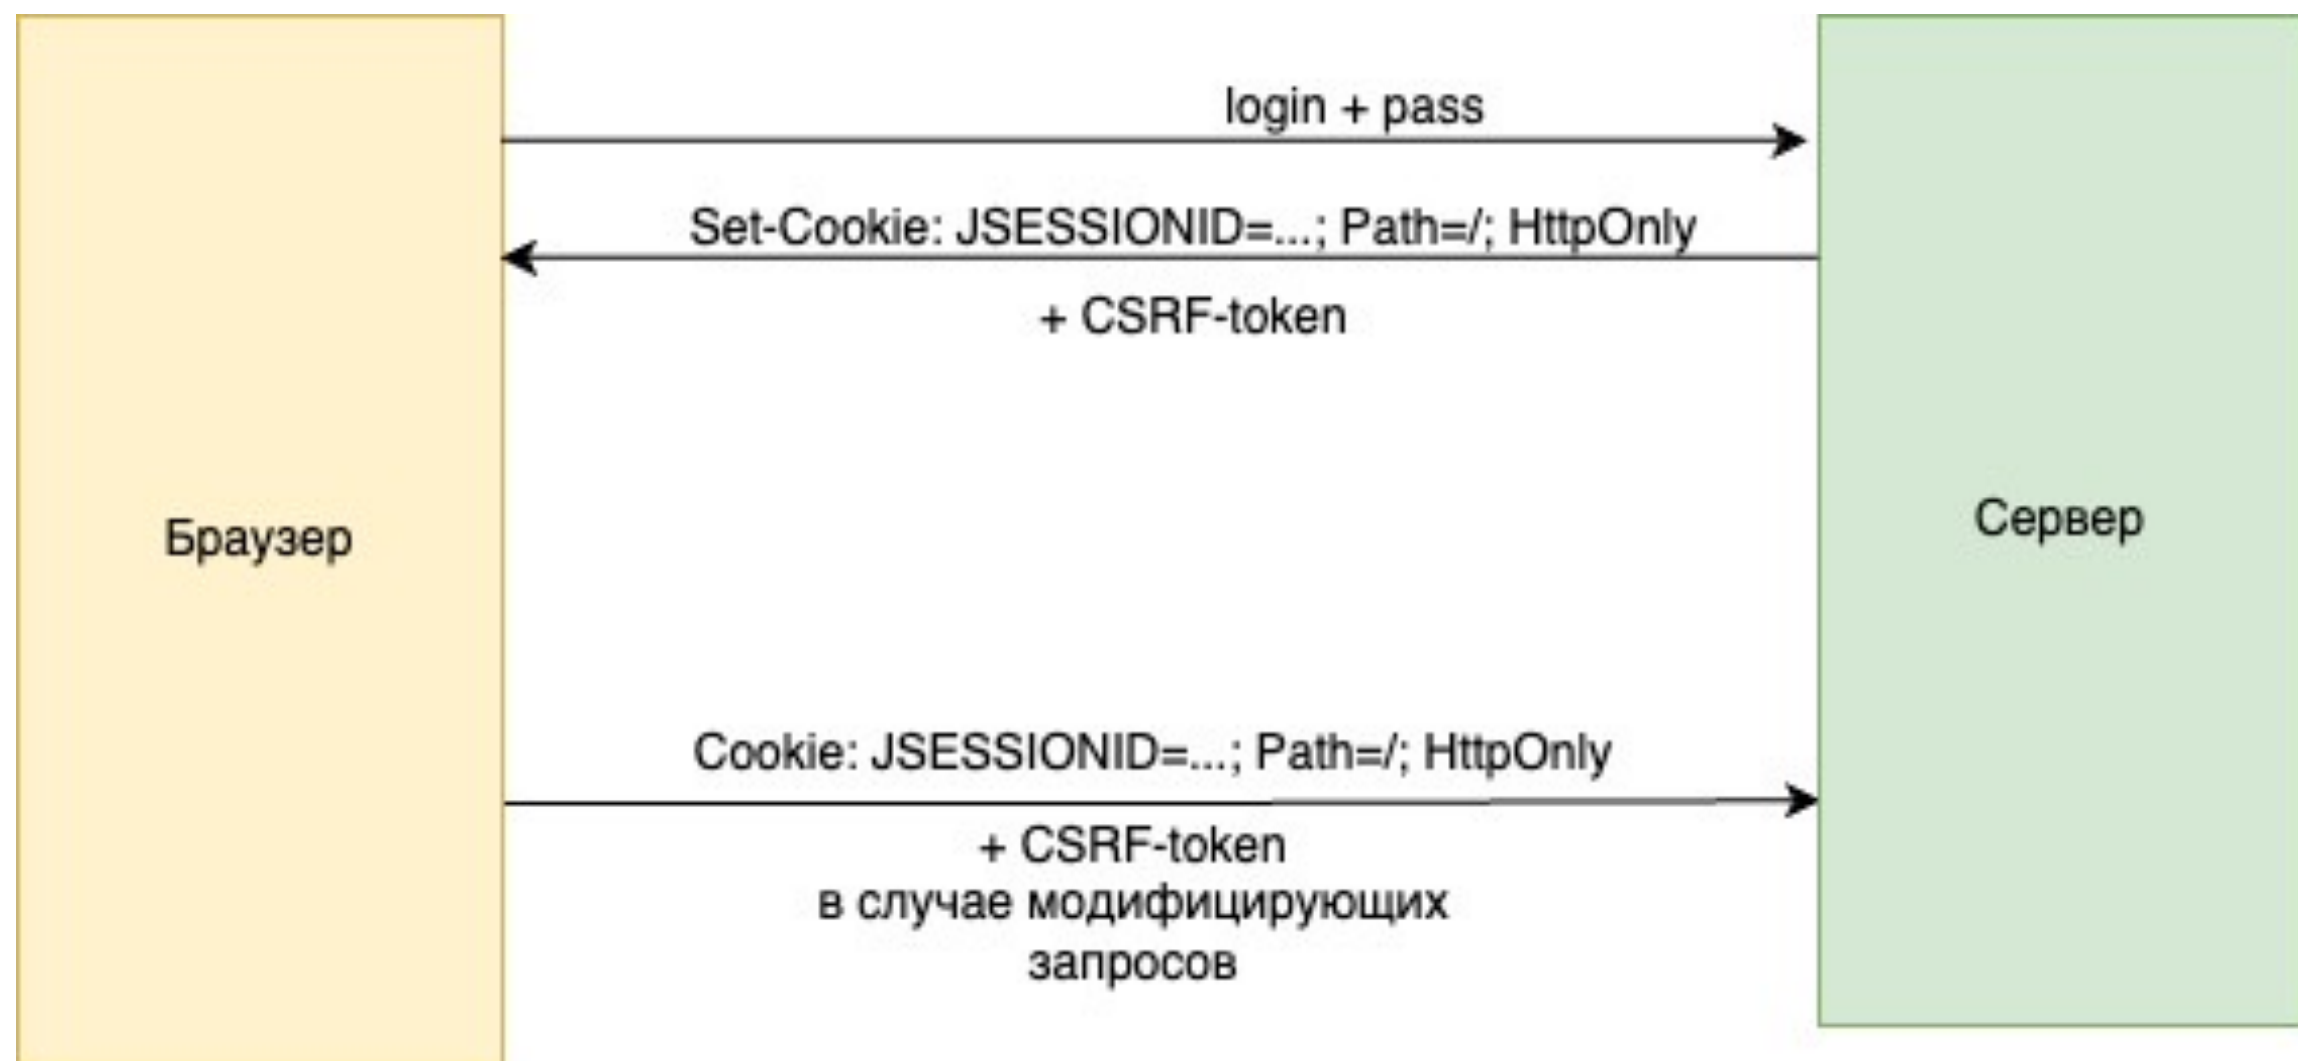 login + pass
Set-Cookie: JSESSIONID=...; Path=/; HttpOnly
+ CSRF-token
Браузер
Сервер
Cookie: JSESSIONID=...; Path=/; HttpOnly
+ CSRF-token
в случае модифицирующих
запросов